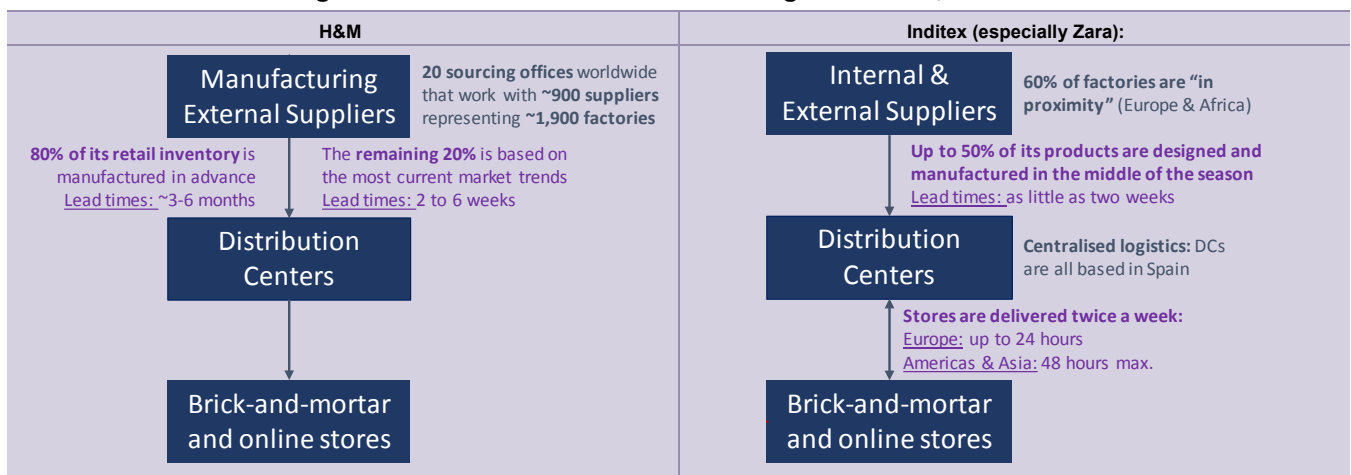 H&M
Manufacturing
External Suppliers
20 sourcing offices worldwide
that work with ~900 suppliers
representing ~1,900 factories
80% of its retail inventory is
manufactured in advance
Lead times: ~3-6 months
The remaining 20% is based on
the most current market trends
Lead times: 2 to 6 weeks
Distribution
Centers
Brick-and-mortar
and online stores
Inditex (especially Zara):
Internal &
External Suppliers
60% of factories are “in
proximity” (Europe & Africa)
Up to 50% of its products are designed and
manufactured in the middle of the season
Lead times: as little as two weeks
Distribution
Centers
Centralised logistics: DCs
are all based in Spain
Stores are delivered twice a week:
Europe: up to 24 hours
Americas & Asia: 48 hours max.
Brick-and-mortar
and online stores